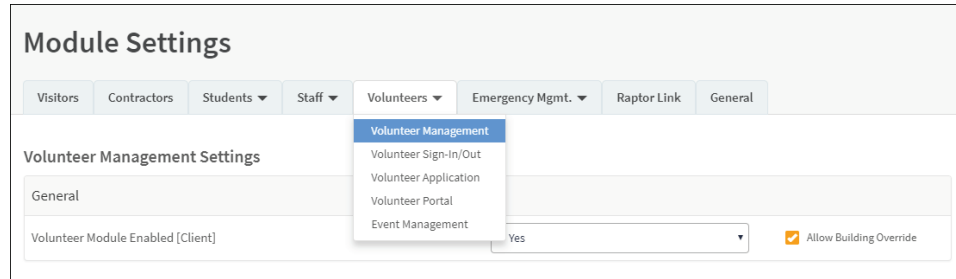 Module Settings
Visitors Contractors Students Staff Volunteers Emergency Mgmt. Raptor Link General
Volunteer Management
Volunteer Sign-In/Out
Volunteer Application
Volunteer Portal
Event Management
Volunteer Management Settings
General
Volunteer Module Enabled [Client] Yes Allow Building Override